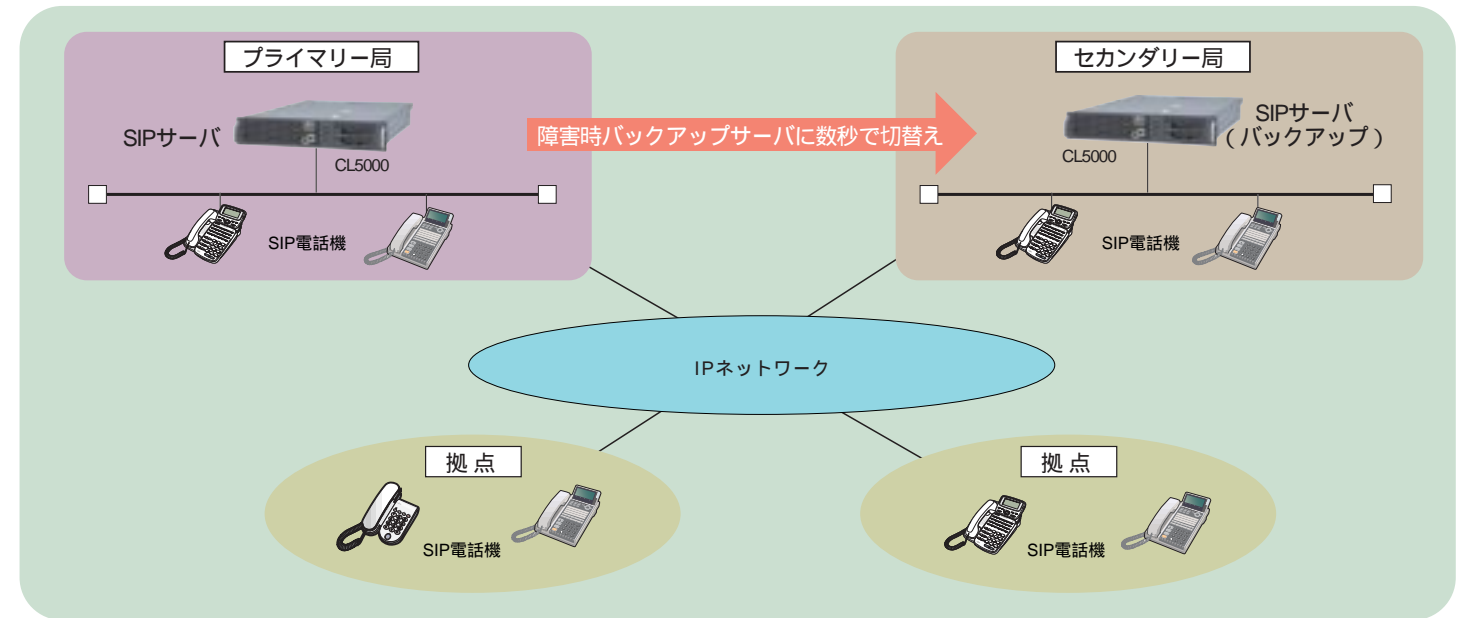 プライマリー局
セカンダリー局
SIPサーバ
CL5000
障害時バックアップサーバに数秒で切替え
SIPサーバ
(バックアップ)
CL5000
SIP電話機
SIP電話機
IPネットワーク
拠点
拠点
SIP電話機
SIP電話機